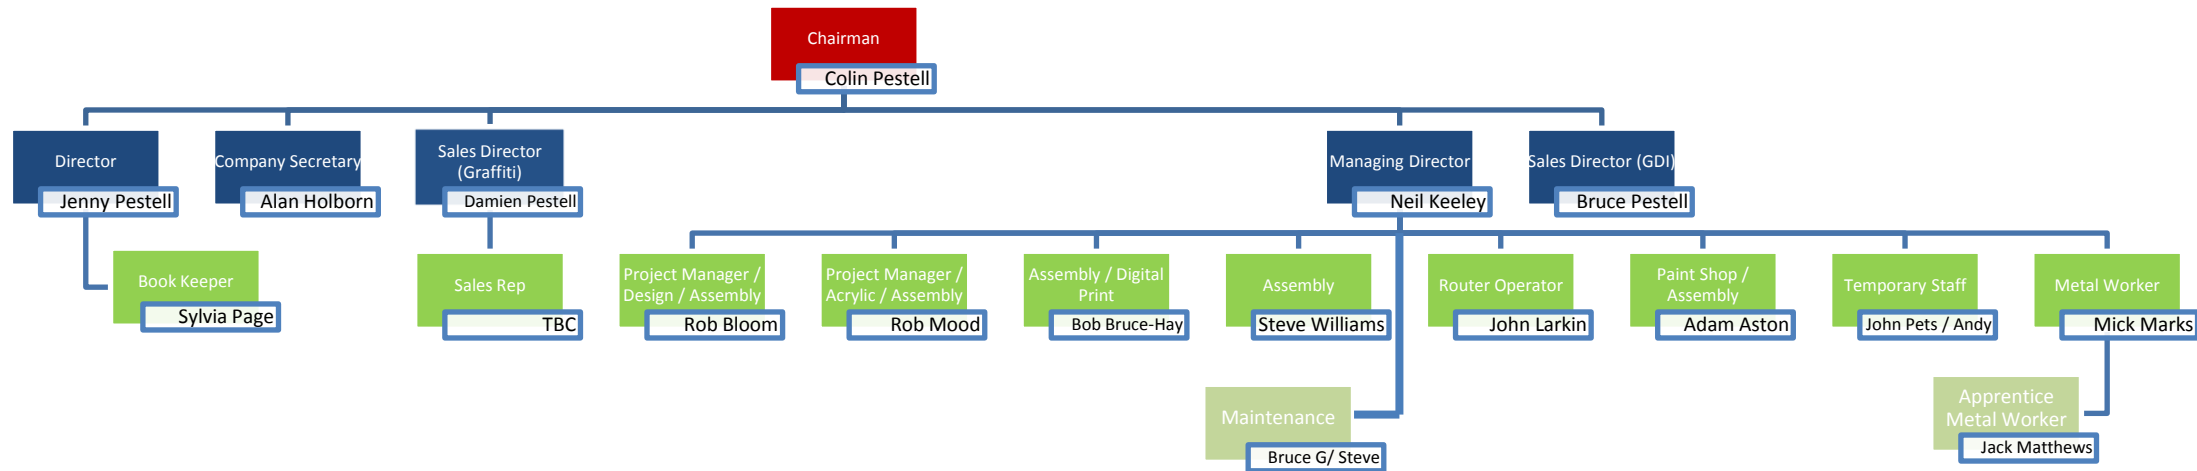 Chairman
Colin Pestell
Director
Jenny Pestell
Company Secretary
Alan Holborn
Sales Director
(Graffiti)
Damien Pestell
Managing Director
Neil Keeley
Sales Director (GDI)
Bruce Pestell
Book Keeper
Sylvia Page
Sales Rep
TBC
Project Manager /
Design / Assembly
Rob Bloom
Project Manager /
Acrylic / Assembly
Rob Mood
Assembly / Digital
Print
Bob Bruce-Hay
Assembly
Steve Williams
Router Operator
John Larkin
Paint Shop /
Assembly
Adam Aston
Temporary Staff
John Pets / Andy
Metal Worker
Mick Marks
Maintenance
Bruce G/ Steve
Apprentice
Metal Worker
Jack Matthews